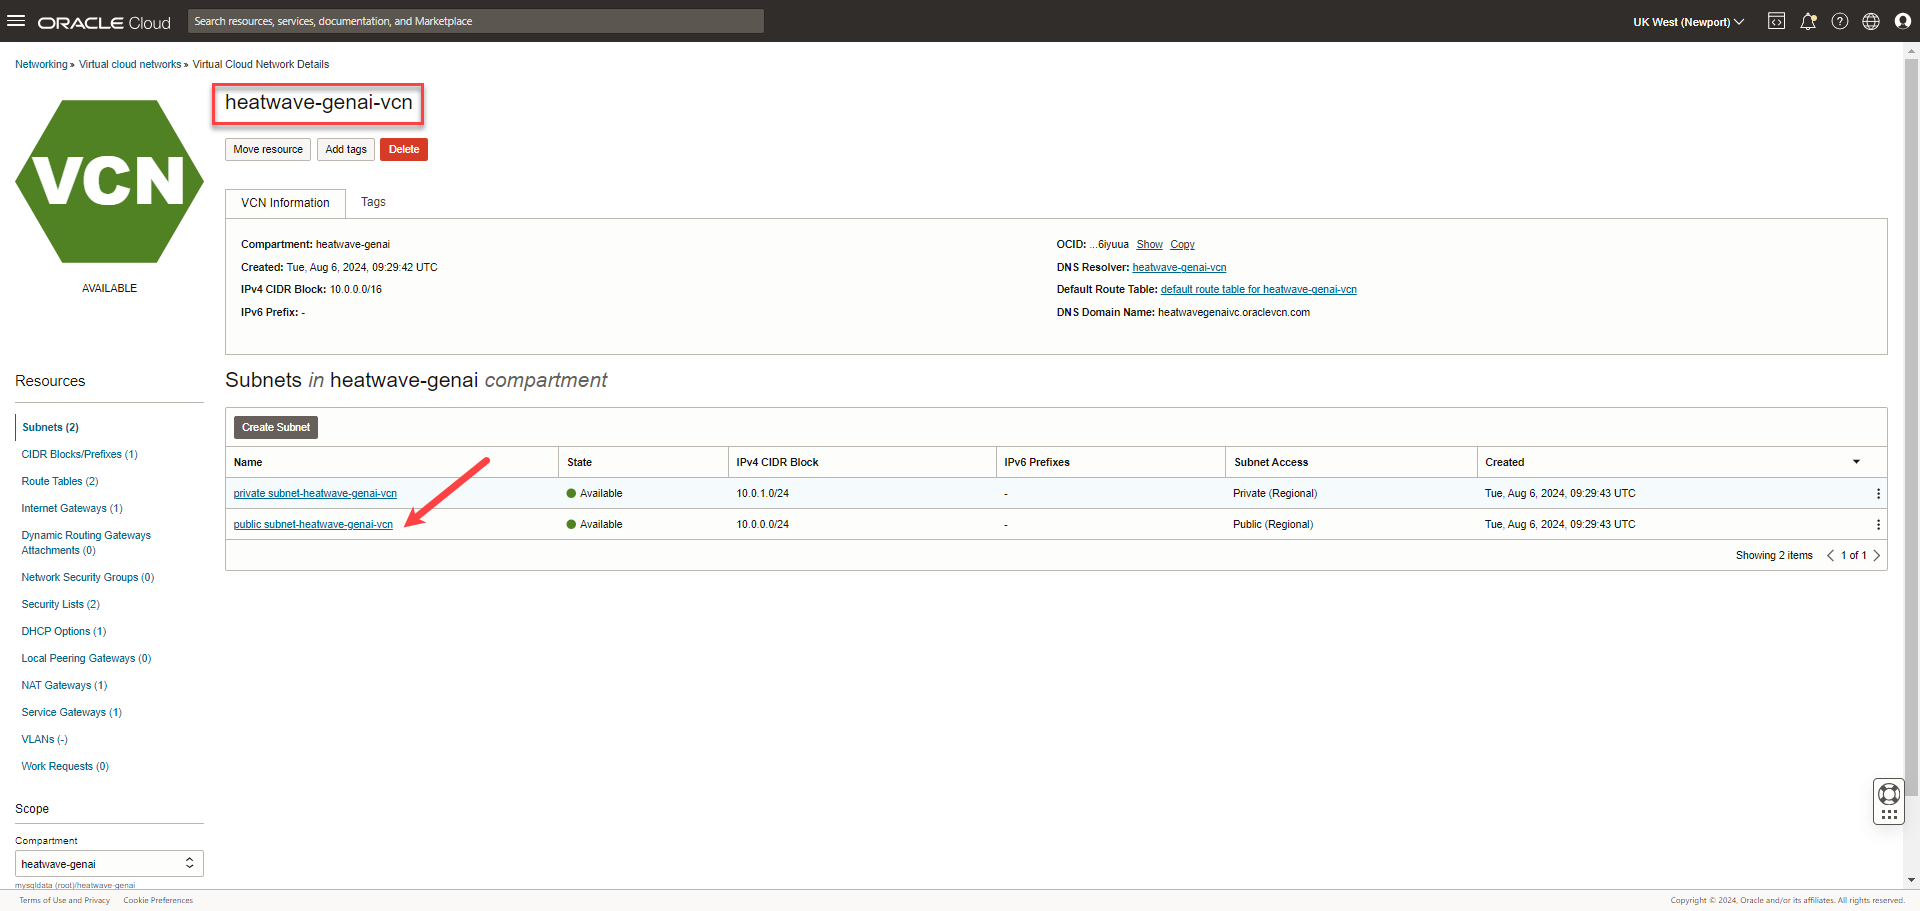 ORACLE Cloud
Search resources, services, documentation, and Marketplace
UK West (Newport)
Networking » Virtual cloud networks » Virtual Cloud Network Details
VCN
AVAILABLE
heatwave-genai-vcn
Move resource
Add tags
Delete
VCN Information
Tags
Compartment: heatwave-genai
Created: Tue, Aug 6, 2024, 09:29:42 UTC
IPv4 CIDR Block: 10.0.0.0/16
IPv6 Prefix: -
OCID: ...6iyuua Show Copy
DNS Resolver: heatwave-genai-vcn
Default Route Table: default route table for heatwave-genai-vcn
DNS Domain Name: heatwavegenaivc.oraclevcn.com
Resources
Subnets (2)
CIDR Blocks/Prefixes (1)
Route Tables (2)
Internet Gateways (1)
Dynamic Routing Gateways
Attachments (0)
Network Security Groups (0)
Security Lists (2)
DHCP Options (1)
Local Peering Gateways (0)
NAT Gateways (1)
Service Gateways (1)
VLANs (-)
Work Requests (0)
Scope
Compartment
heatwave-genai
mysqldata (root)/heatwave-genai
Subnets in heatwave-genai compartment
Create Subnet
Name State IPv4 CIDR Block IPv6 Prefixes Subnet Access Created
private subnet-heatwave-genai-vcn Available 10.0.1.0/24 - Private (Regional) Tue, Aug 6, 2024, 09:29:43 UTC
public subnet-heatwave-genai-vcn Available 10.0.0.0/24 - Public (Regional) Tue, Aug 6, 2024, 09:29:43 UTC
Showing 2 items 1 of 1
Terms of Use and Privacy Cookie Preferences
Copyright © 2024, Oracle and/or its affiliates. All rights reserved.